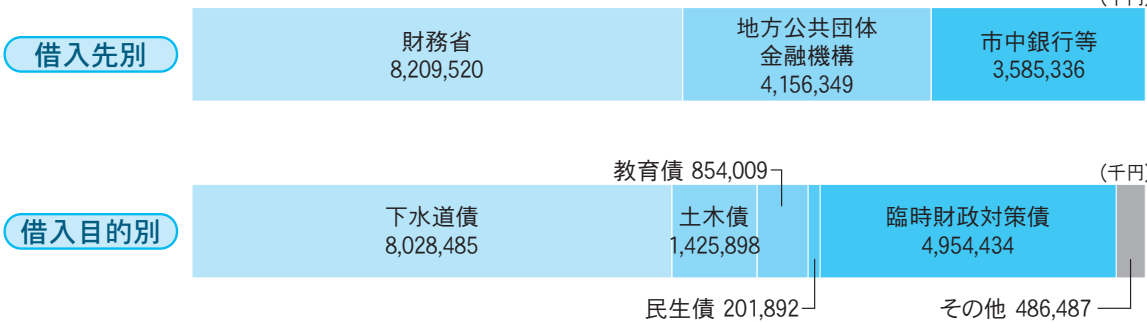 (千円)
借入先別
財務省
8,209,520
地方公共団体
金融機構
4,156,349
市中銀行等
3,585,336
教育債 854,009
(千円)
借入目的別
下水道債
8,028,485
土木債
1,425,898
臨時財政対策債
4,954,434
民生債 201,892
その他 486,487